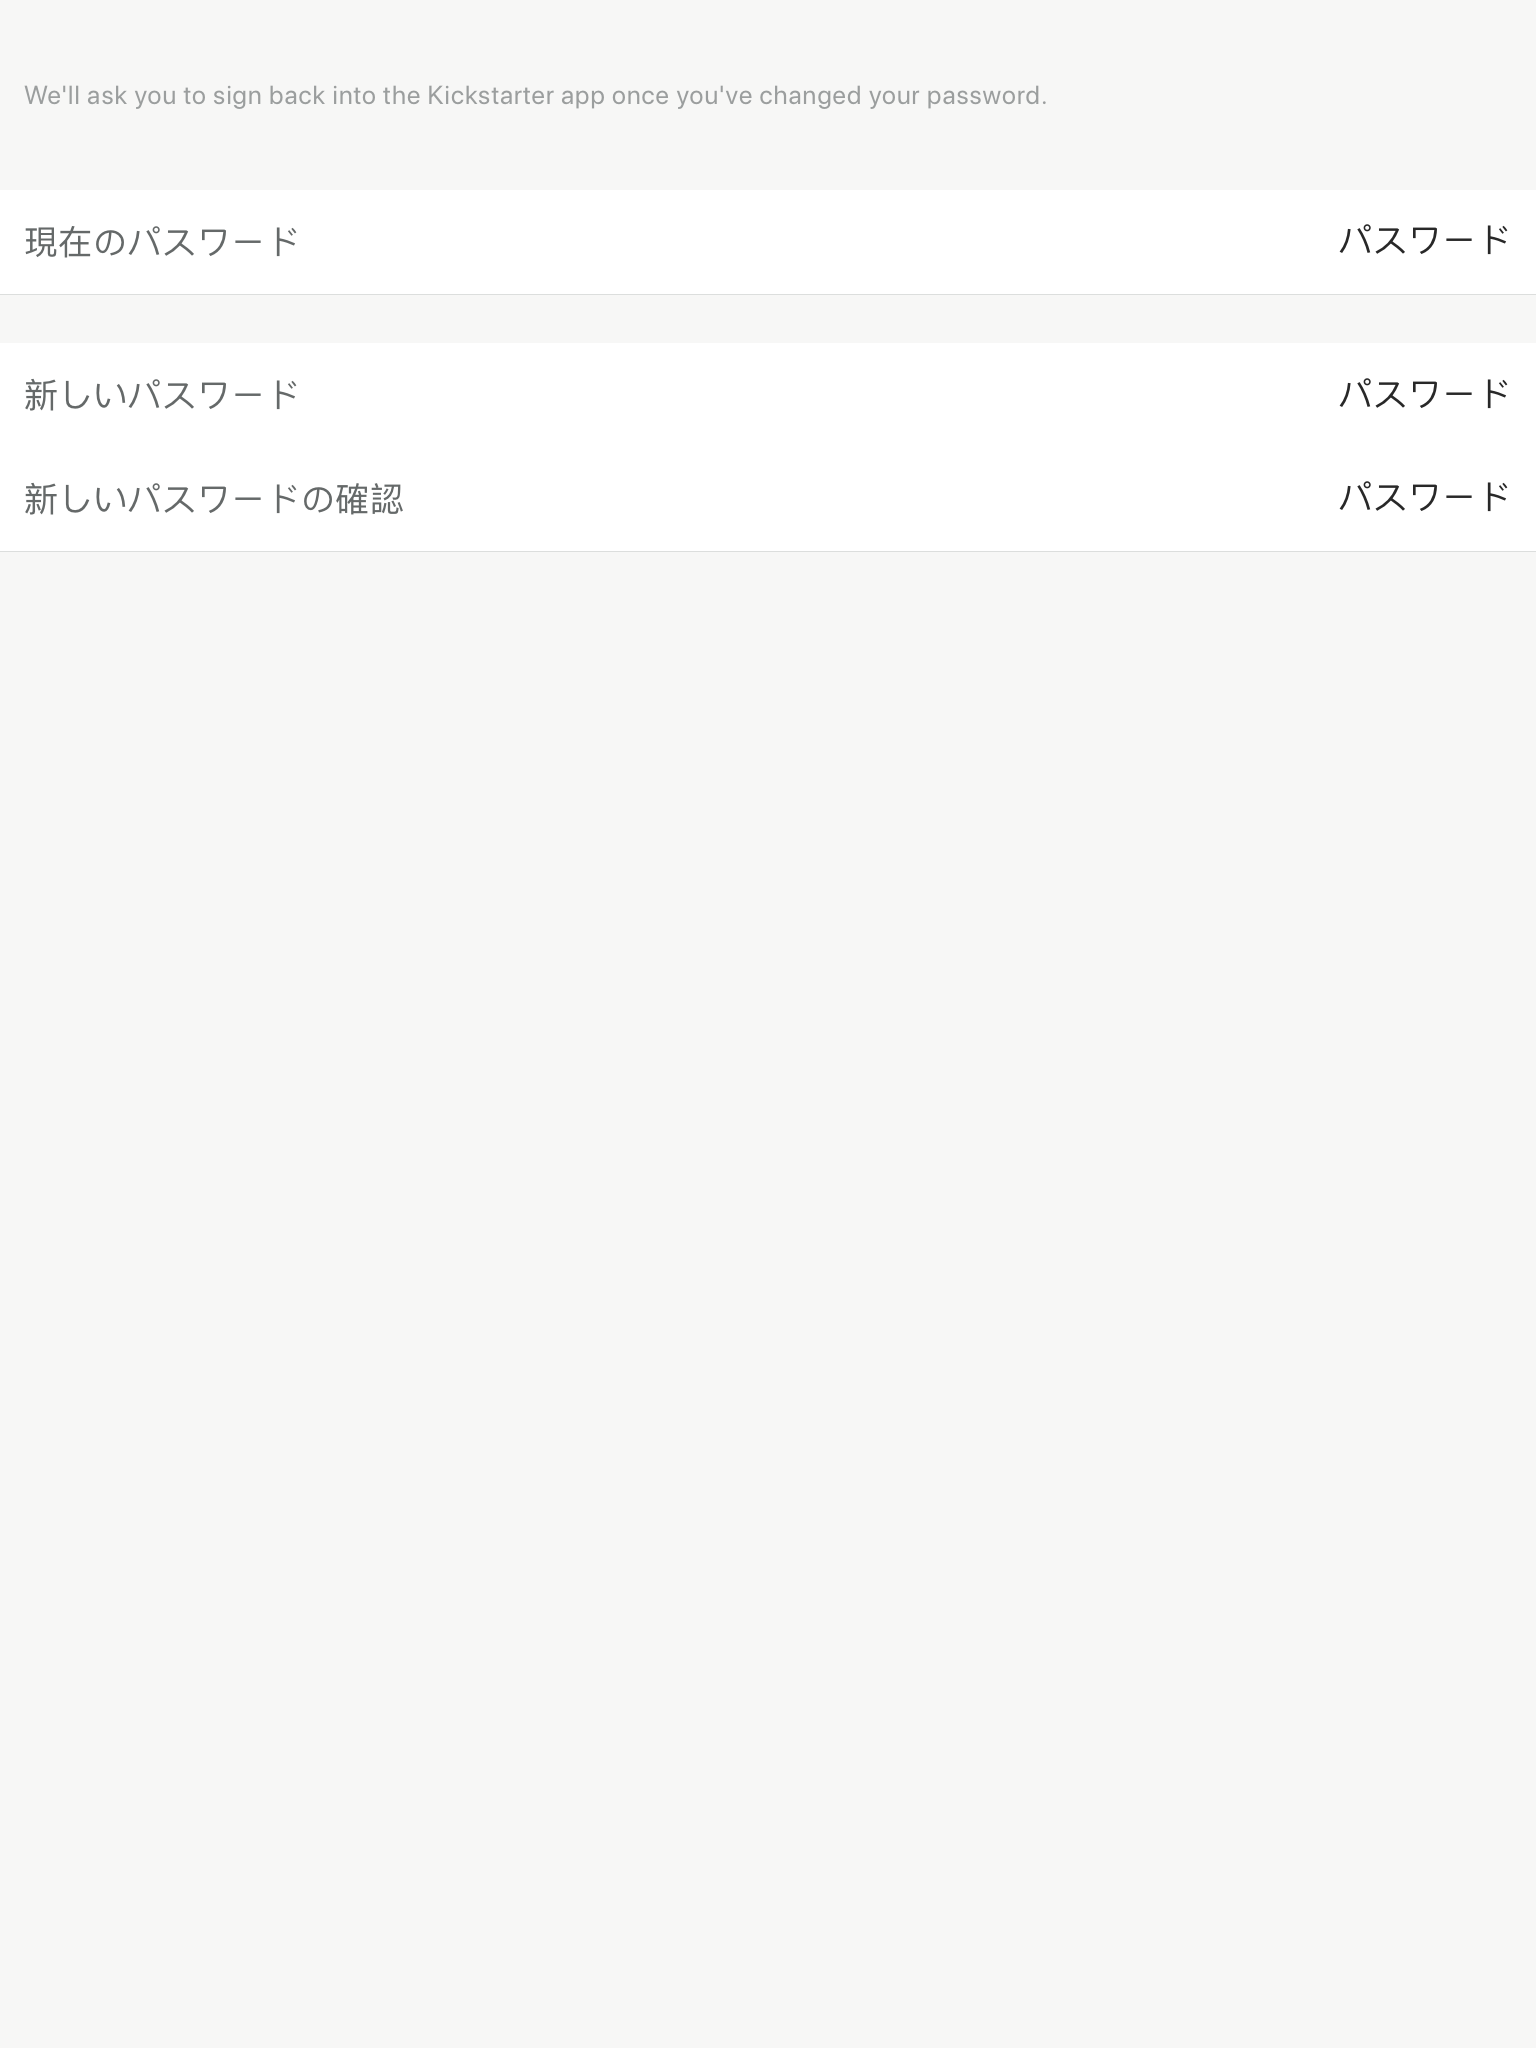 We'll ask you to sign back into the Kickstarter app once you've changed your password.
現在のパスワード パスワード
新しいパスワード パスワード
新しいパスワードの確認 パスワード